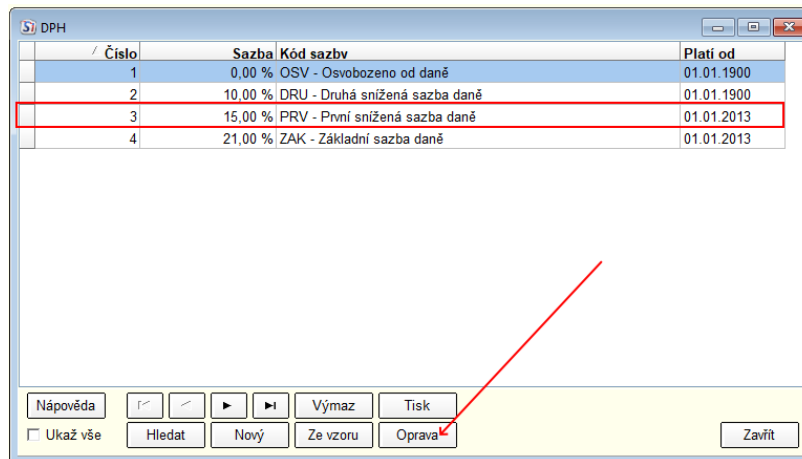 DPH
Číslo Sazba Kód sazby Platí od
1 0,00 % OSV - Osvobozeno od daně 01.01.1900
2 10,00 % DRU - Druhá snížená sazba daně 01.01.1900
3 15,00 % PRV - První snížená sazba daně 01.01.2013
4 21,00 % ZAK - Základní sazba daně 01.01.2013
Nápověda Výmaz Tisk
Ukaž vše Hledat Nový Ze vzoru Oprava Zavřít